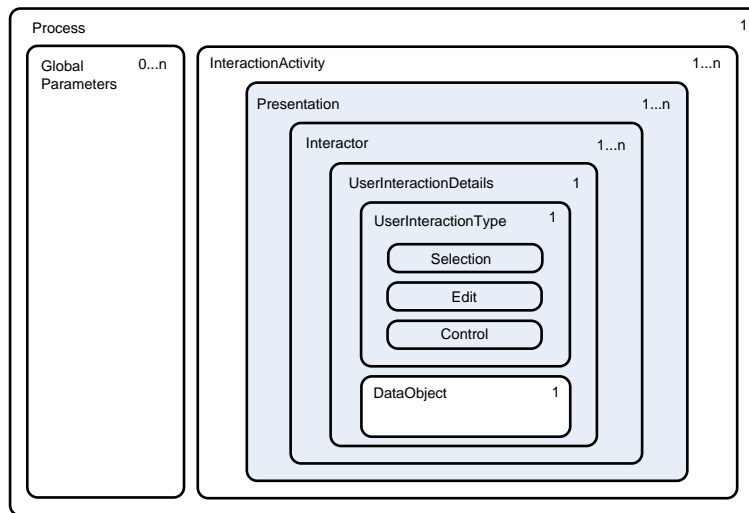 Process 1
Global 0...n
Parameters
InteractionActivity 1...n
Presentation 1...n
Interactor 1...n
UserInteractionDetails 1
UserInteractionType 1
Selection
Edit
Control
DataObject 1